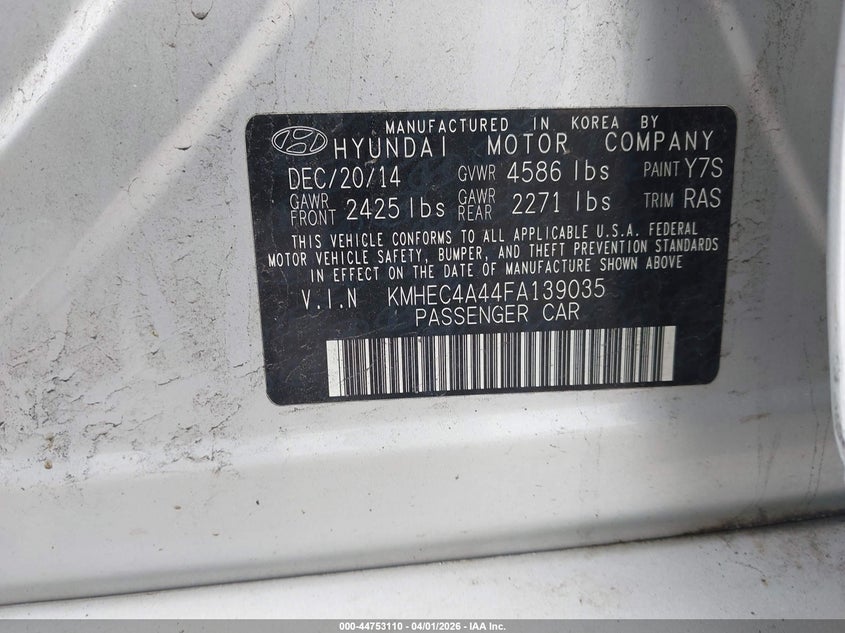 MANUFACTURED IN KOREA BY
HYUNDAI MOTOR COMPANY
DEC/20/14 GVWR 4586 lbs PAINT Y7S
GAWR FRONT 2425 lbs GAWR REAR 2271 lbs TRIM RAS
THIS VEHICLE CONFORMS TO ALL APPLICABLE U.S.A. FEDERAL
MOTOR VEHICLE SAFETY, BUMPER, AND THEFT PREVENTION STANDARDS
IN EFFECT ON THE DATE OF MANUFACTURE SHOWN ABOVE
V.I.N KMHEC4A44FA139035
PASSENGER CAR
000-44753110 - 04/01/2026 - IAA Inc.